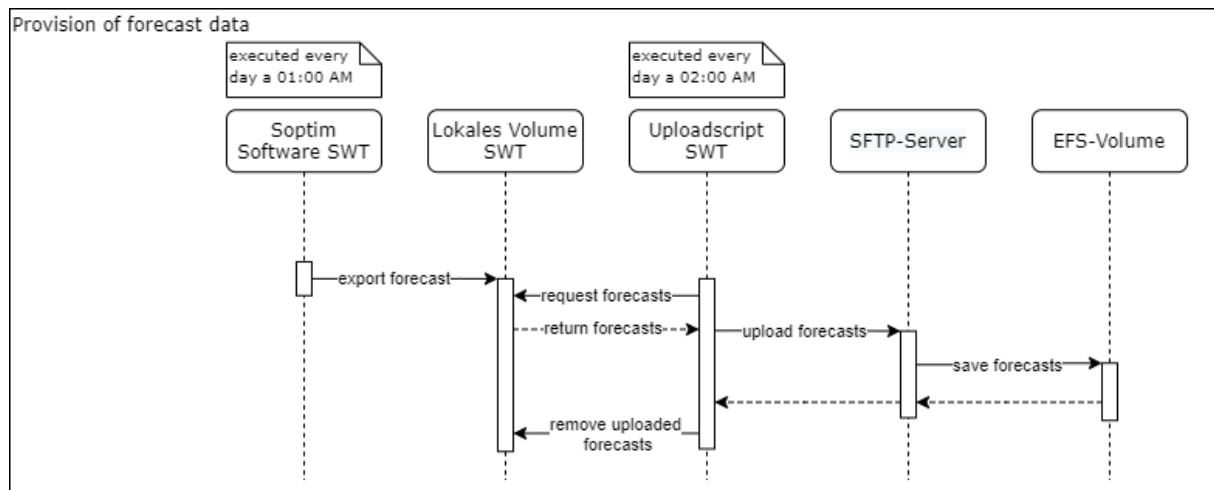 Provision of forecast data
executed every
day a 01:00 AM
executed every
day a 02:00 AM
Soptim
Software SWT
Lokales Volume
SWT
Uploadscript
SWT
SFTP-Server
EFS-Volume
export forecast
request forecasts
return forecasts
upload forecasts
save forecasts
remove uploaded
forecasts